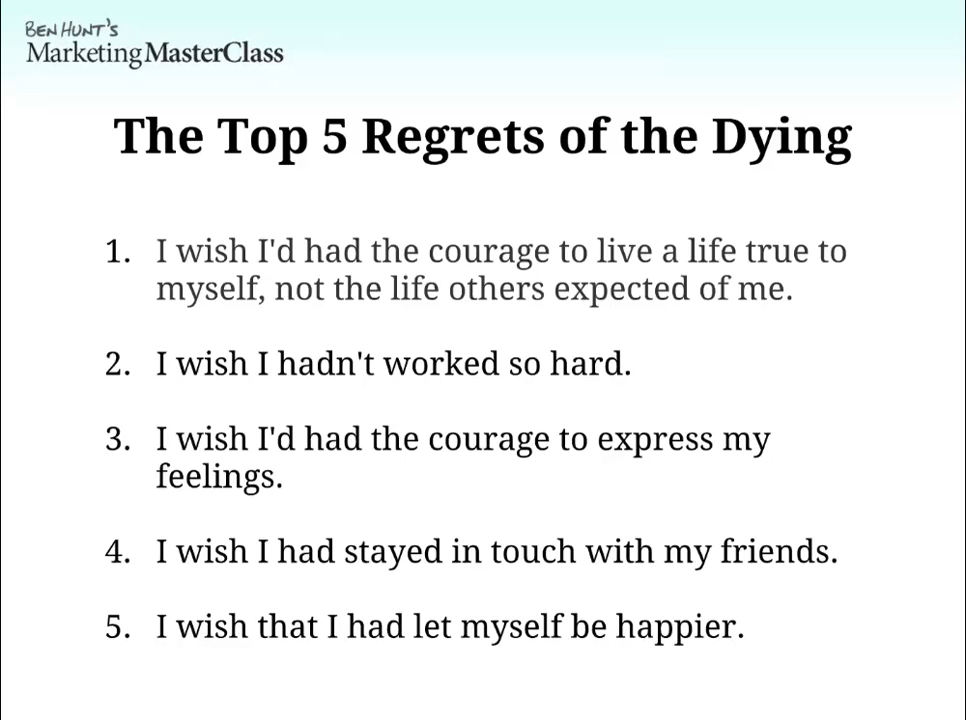 BEN HUNT'S
Marketing MasterClass
The Top 5 Regrets of the Dying
1. I wish I'd had the courage to live a life true to
myself, not the life others expected of me.
2. I wish I hadn't worked so hard.
3. I wish I'd had the courage to express my
feelings.
4. I wish I had stayed in touch with my friends.
5. I wish that I had let myself be happier.